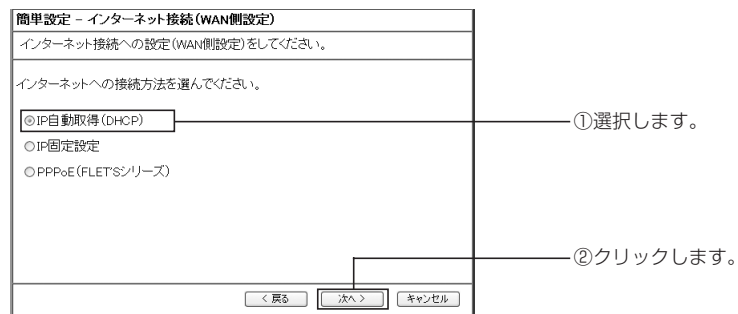 簡単設定 − インターネット接続(WAN側設定)
インターネット接続への設定(WAN側設定)をしてください。
インターネットへの接続方法を選んでください。
◉IP自動取得(DHCP)
①選択します。
○IP固定設定
○PPPoE(FLET'Sシリーズ)
②クリックします。
< 戻る 次へ > キャンセル